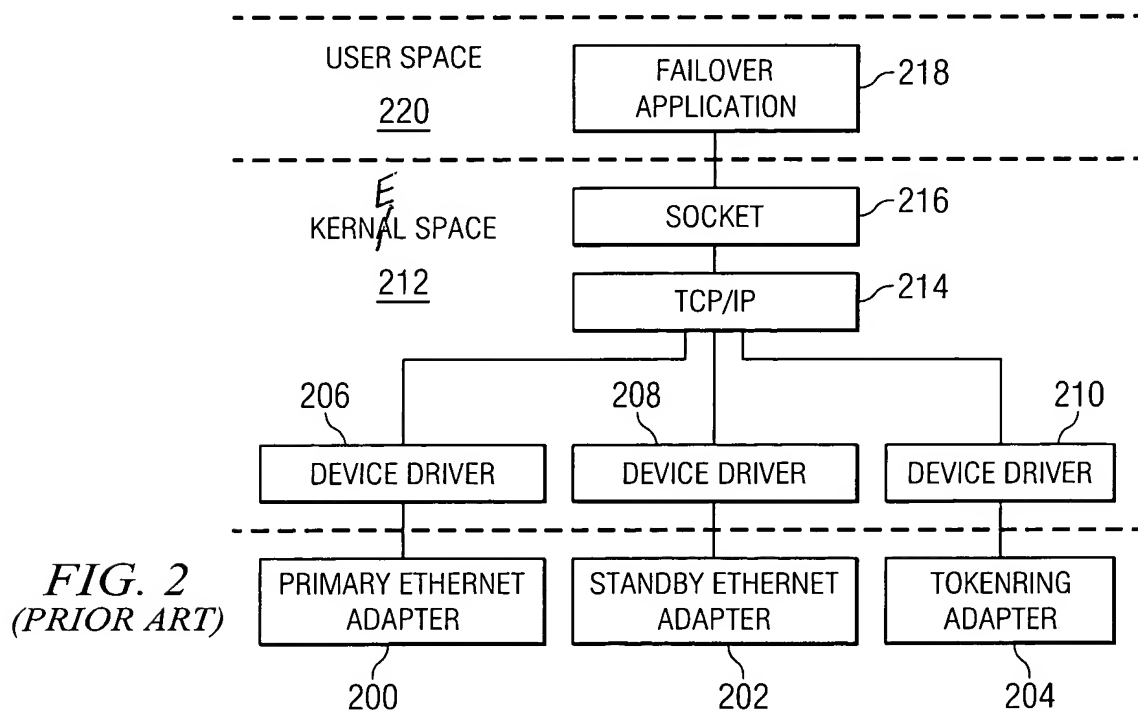 USER SPACE
220
FAILOVER
APPLICATION
218
E
KERNAL SPACE
212
SOCKET
216
TCP/IP
214
206
208
210
DEVICE DRIVER
DEVICE DRIVER
DEVICE DRIVER
FIG. 2
(PRIOR ART)
PRIMARY ETHERNET
ADAPTER
STANDBY ETHERNET
ADAPTER
TOKENRING
ADAPTER
200
202
204